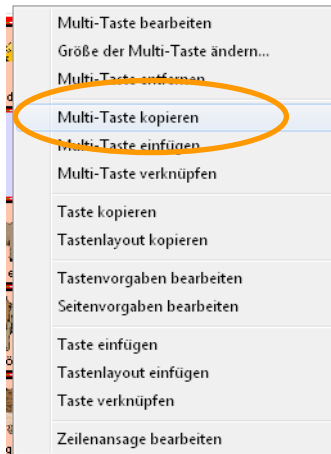 Multi-Taste bearbeiten
Größe der Multi-Taste ändern...
Multi-Taste entfernen
Multi-Taste kopieren
Multi-Taste einfügen
Multi-Taste verknüpfen
Taste kopieren
Tastenlayout kopieren
Tastenvorgaben bearbeiten
Seitenvorgaben bearbeiten
Taste einfügen
Tastenlayout einfügen
Taste verknüpfen
Zeilenansage bearbeiten